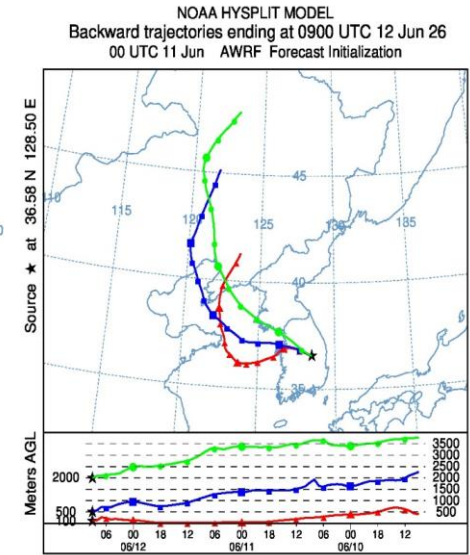 NOAA HYSPLIT MODEL
Backward trajectories ending at 0900 UTC 12 Jun 26
00 UTC 11 Jun AWRF Forecast Initialization
Source ★ at 36.58 N 128.50 E
115
120
125
130
135
45
40
35
Meters AGL
2000
500
100
3500
3000
2500
2000
1500
1000
500
06 00 18 12 06 00 18 12 06 00 18 12
06/12 06/11 06/10